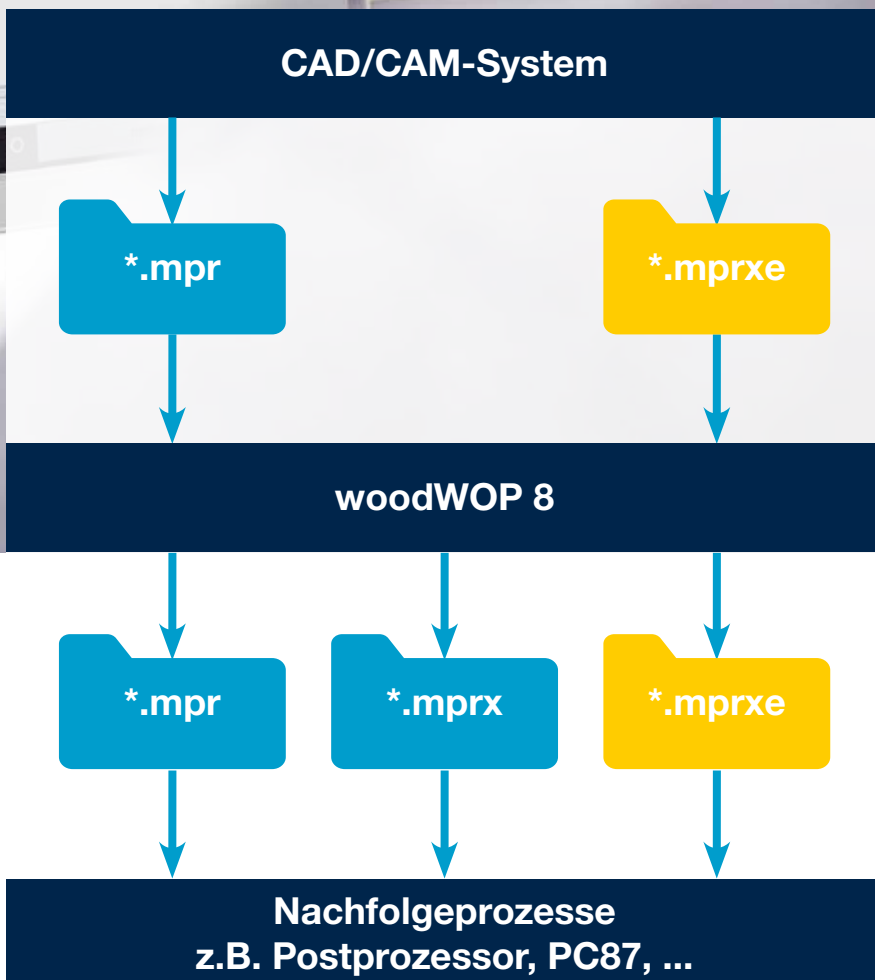 CAD/CAM-System
*.mpr
*.mprxe
woodWOP 8
*.mpr
*.mprx
*.mprxe
Nachfolgeprozesse
z.B. Postprozessor, PC87, ...